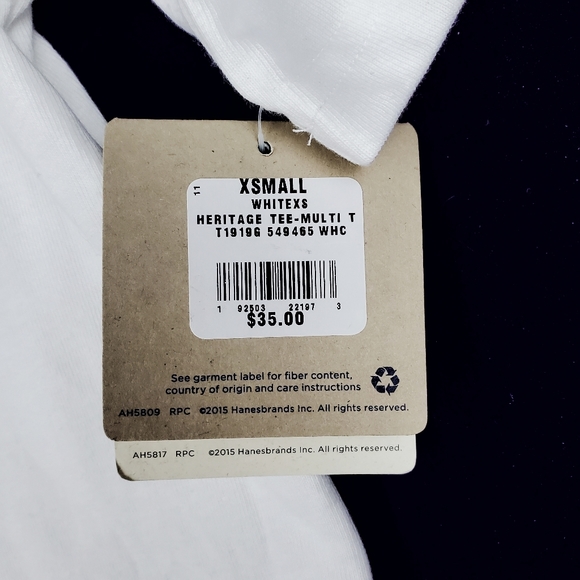 11
XSMALL
WHITEXS
HERITAGE TEE-MULTI T
T1919G 549465 WHC
1 92503 22197 3
$35.00
See garment label for fiber content,
country of origin and care instructions
AH5809 RPC ©2015 Hanesbrands Inc. All rights reserved.
AH5817 RPC ©2015 Hanesbrands Inc. All rights reserved.